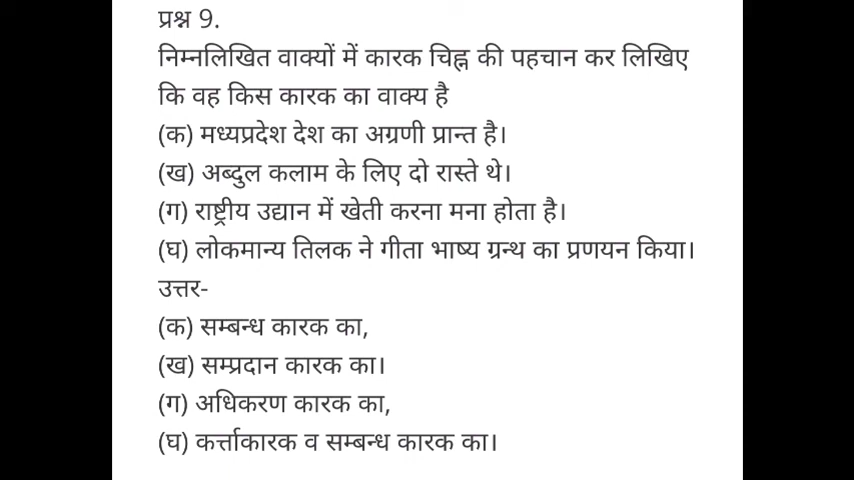 प्रश्न 9.
निम्नलिखित वाक्यों में कारक चिह्न की पहचान कर लिखिए
कि वह किस कारक का वाक्य है
(क) मध्यप्रदेश देश का अग्रणी प्रान्त है।
(ख) अब्दुल कलाम के लिए दो रास्ते थे।
(ग) राष्ट्रीय उद्यान में खेती करना मना होता है।
(घ) लोकमान्य तिलक ने गीता भाष्य ग्रन्थ का प्रणयन किया।
उत्तर-
(क) सम्बन्ध कारक का,
(ख) सम्प्रदान कारक का।
(ग) अधिकरण कारक का,
(घ) कर्त्ताकारक व सम्बन्ध कारक का।